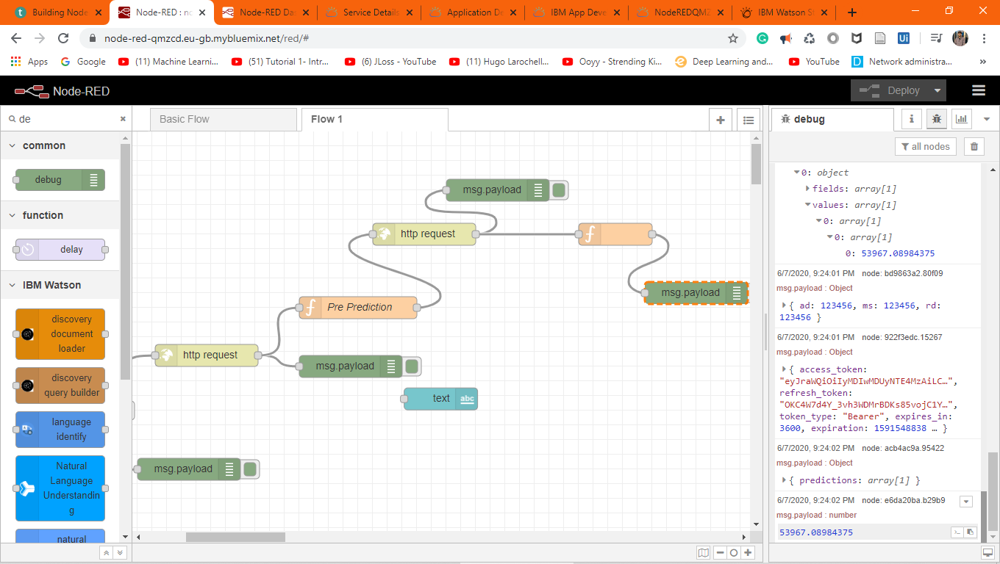 Building Node
Node-RED : no
Node-RED Da
Service Details
Application De
IBM App Deve
NodeREDQMZ
IBM Watson St
node-red-qmzcd.eu-gb.mybluemix.net/red/#
Apps
Google
(11) Machine Learni...
(51) Tutorial 1- Intr...
(6) JLoss - YouTube
(11) Hugo Larochell...
Ooyy - Strending Ki...
Deep Learning and...
YouTube
Network administra...
»
Node-RED
Deploy
de
Basic Flow
Flow 1
debug
all nodes
common
debug
function
delay
IBM Watson
discovery
document
loader
discovery
query builder
language
identify
Natural
Language
Understandin
g
natural
msg.payload
http request
msg.payload
Pre Prediction
http request
msg.payload
text
abc
msg.payload
0: object
fields: array[1]
values: array[1]
0: array[1]
0: array[1]
0: 53967.08984375
6/7/2020, 9:24:01 PM node: bd9863a2.80f09
msg.payload : Object
{ ad: 123456, ms: 123456, rd:
123456 }
6/7/2020, 9:24:01 PM node: 922f3edc.15267
msg.payload : Object
{ access_token:
"eyJraWQiOiIyMDIwMDUyNTE4MzAiLC…",
refresh_token:
"OKC4W7d4Y_3vh3WDMrBDKs85vojC1Y…",
token_type: "Bearer", expires_in:
3600, expiration: 1591548838 … }
6/7/2020, 9:24:02 PM node: acb4ac9a.95422
msg.payload : Object
{ predictions: array[1] }
6/7/2020, 9:24:02 PM node: e6da20ba.b29b9
msg.payload : number
53967.08984375